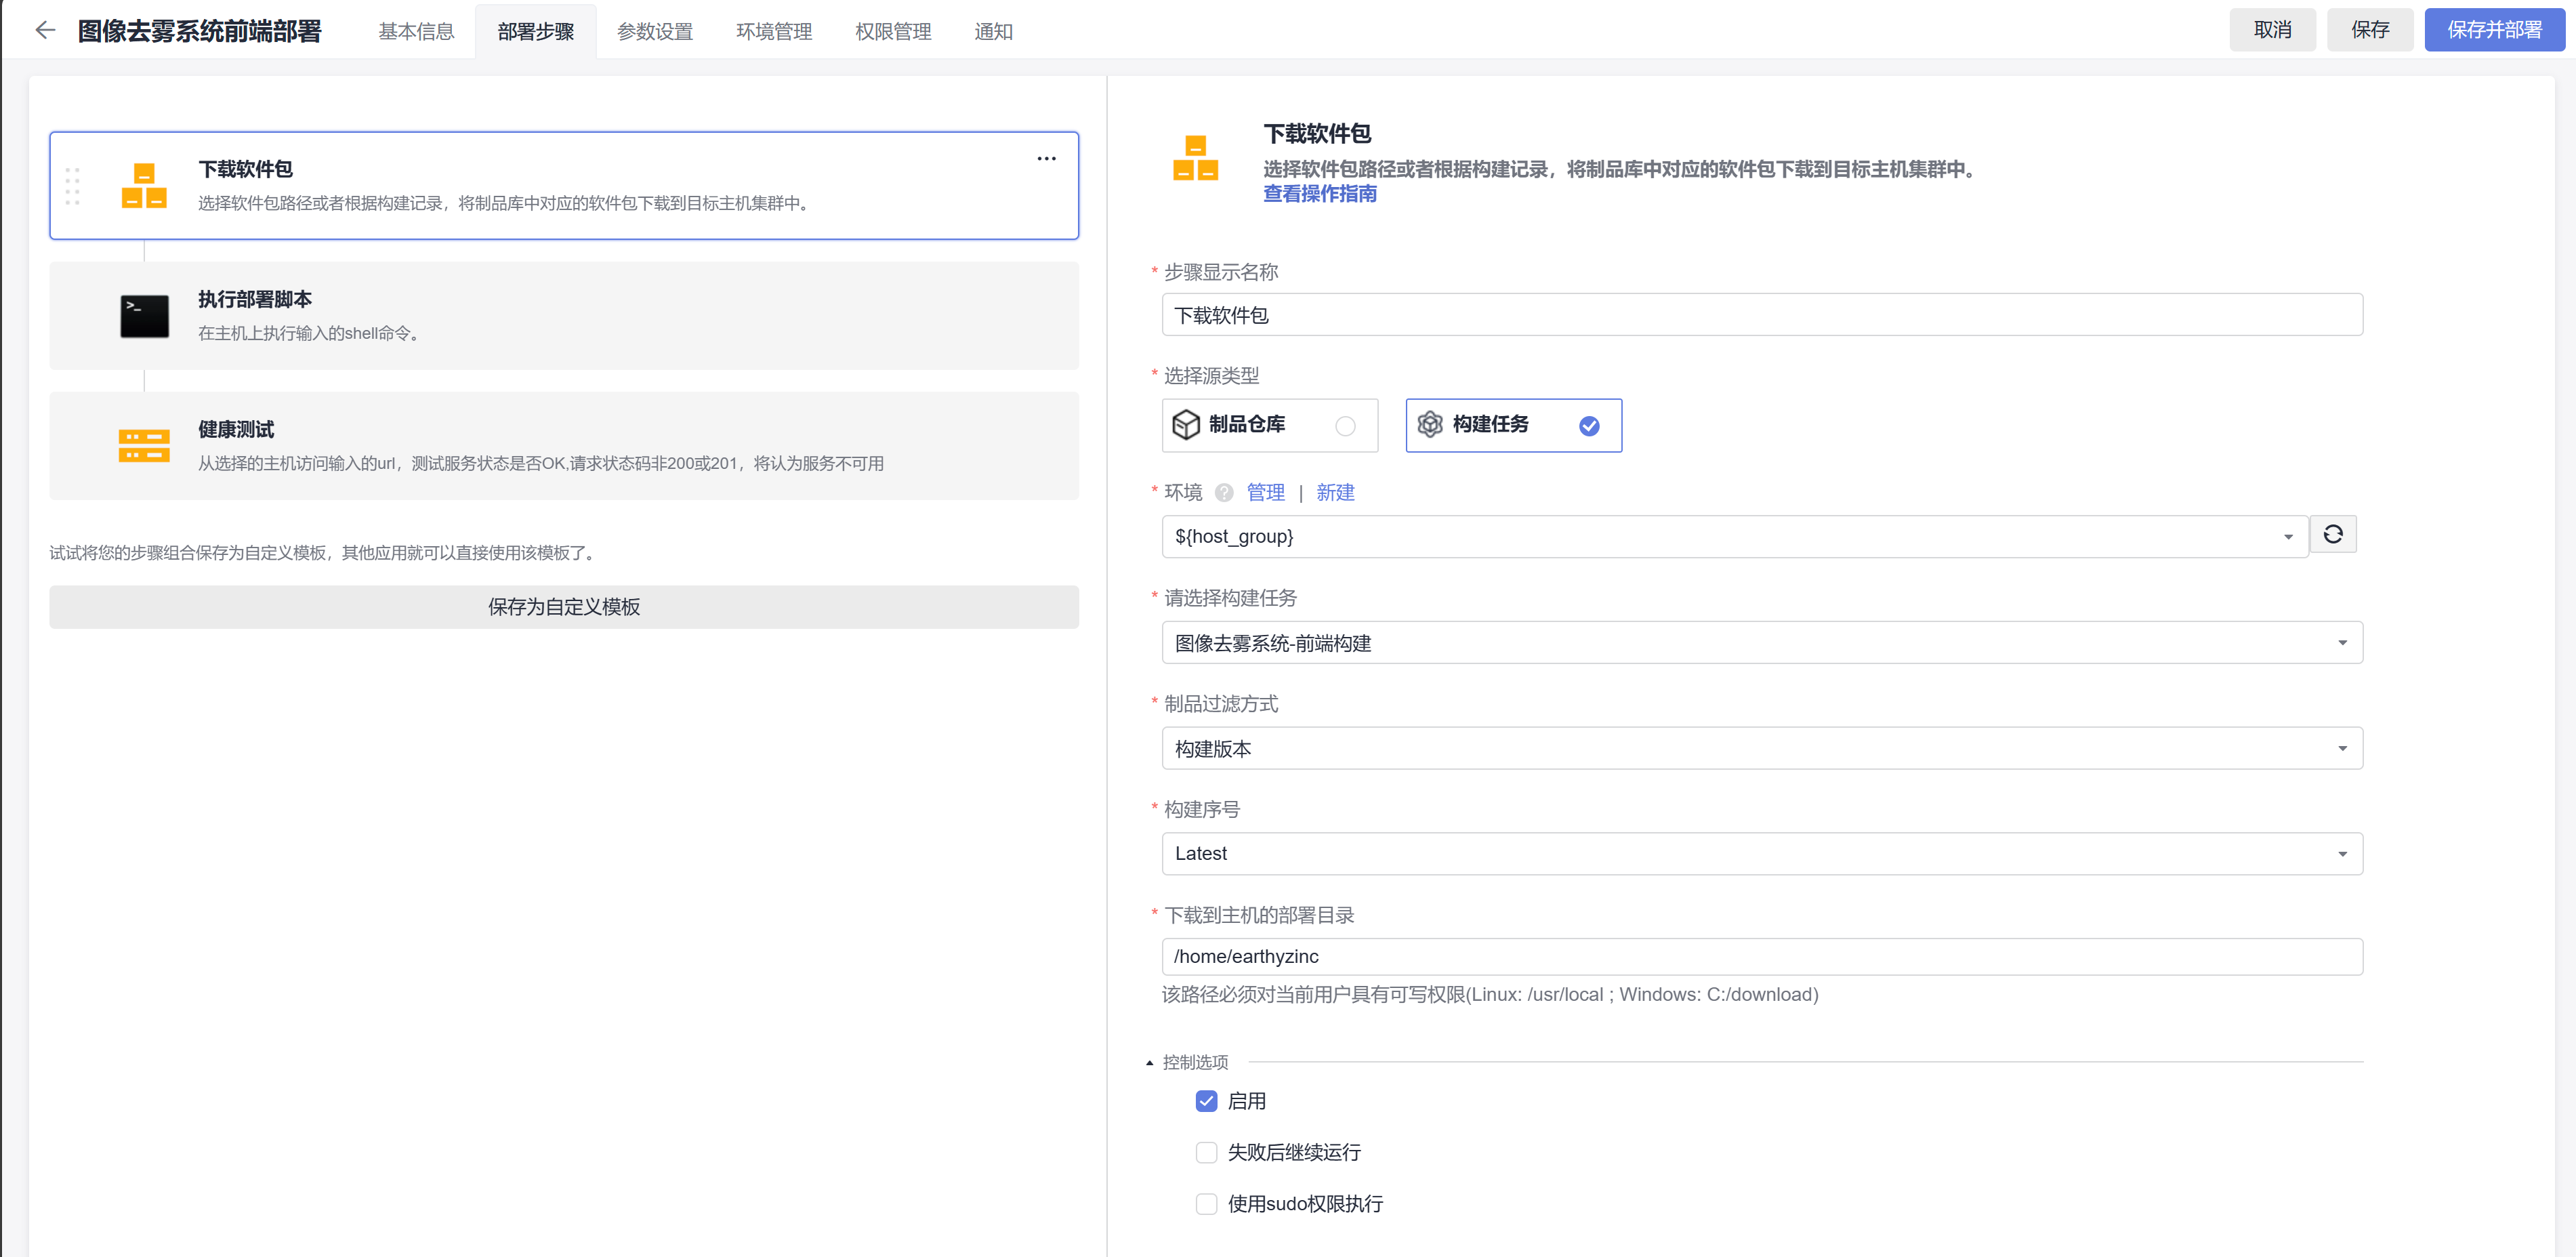 图像去雾系统前端部署
基本信息
部署步骤
参数设置
环境管理
权限管理
通知
取消
保存
保存并部署
下载软件包
选择软件包路径或者根据构建记录，将制品库中对应的软件包下载到目标主机集群中。
执行部署脚本
在主机上执行输入的shell命令。
健康测试
从选择的主机访问输入的url，测试服务状态是否OK,请求状态码非200或201，将认为服务不可用
试试将您的步骤组合保存为自定义模板，其他应用就可以直接使用该模板了。
保存为自定义模板
下载软件包
选择软件包路径或者根据构建记录，将制品库中对应的软件包下载到目标主机集群中。
查看操作指南
* 步骤显示名称
下载软件包
* 选择源类型
制品仓库
构建任务
* 环境 ? 管理 | 新建
${host_group}
* 请选择构建任务
图像去雾系统-前端构建
* 制品过滤方式
构建版本
* 构建序号
Latest
* 下载到主机的部署目录
/home/earthyzinc
该路径必须对当前用户具有可写权限(Linux: /usr/local ; Windows: C:/download)
控制选项
启用
失败后继续运行
使用sudo权限执行